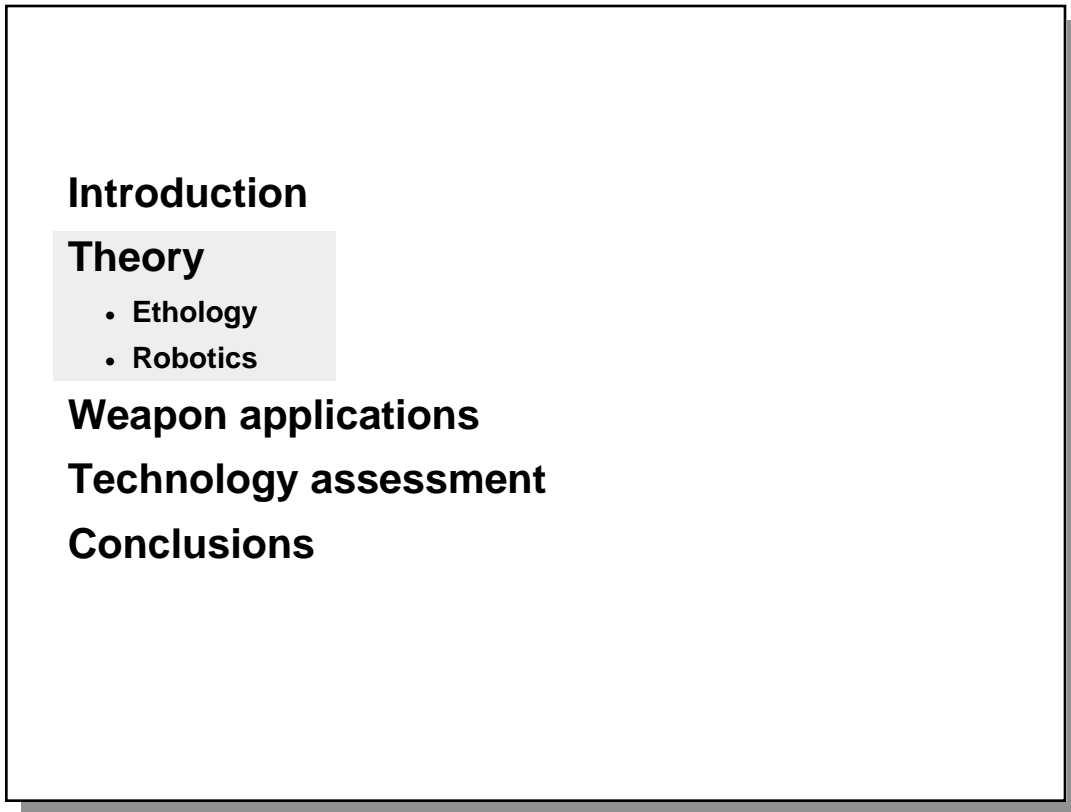 Introduction
Theory
• Ethology
• Robotics
Weapon applications
Technology assessment
Conclusions